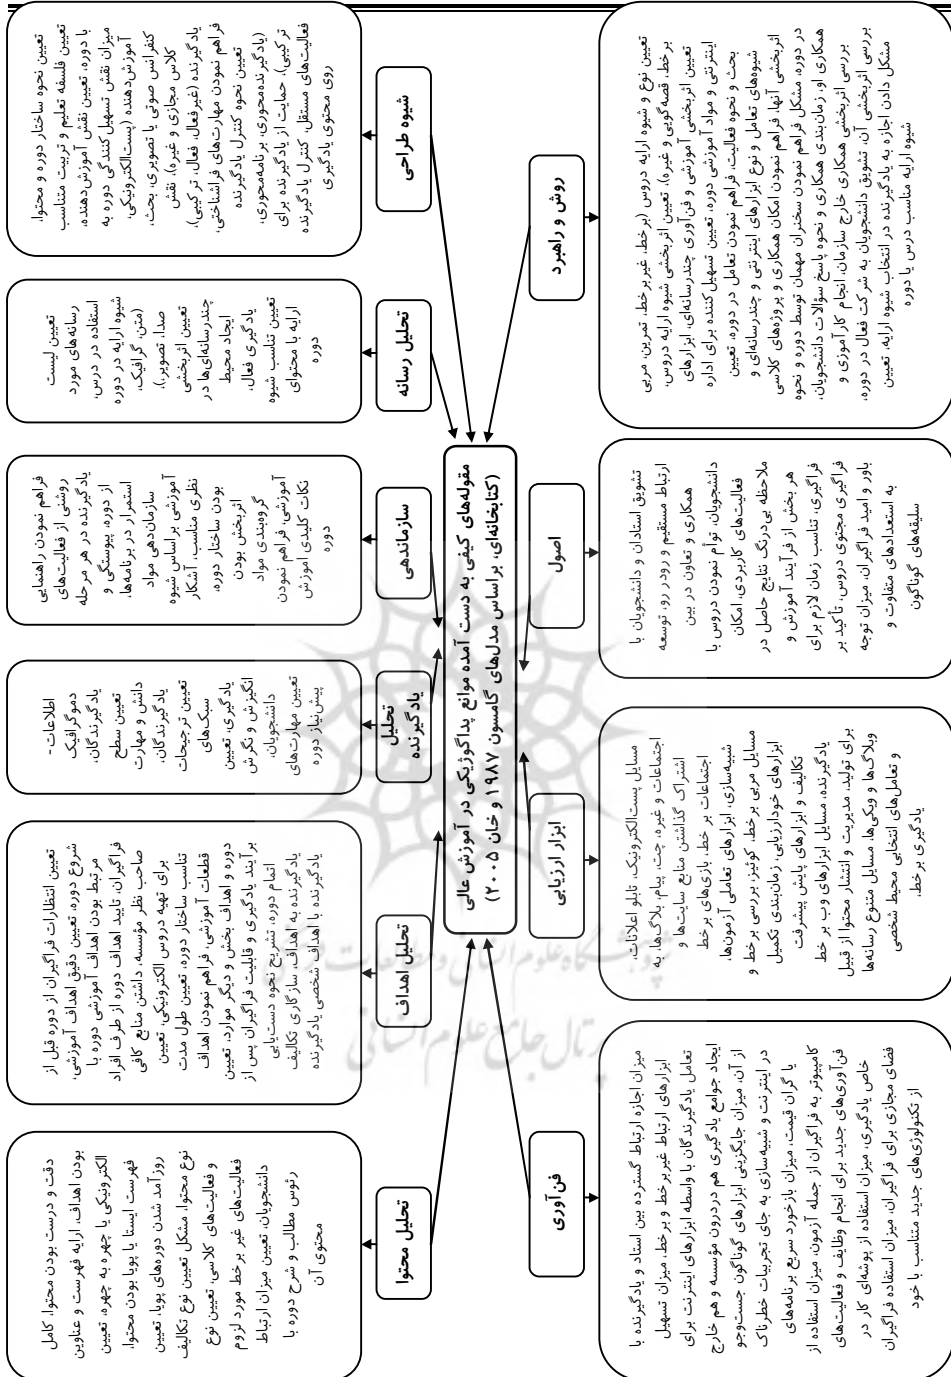 تعیین نحوه ساختار دوره و محتوا،
تعیین فلسفه تعلیم و تربیت متناسب
با دوره، تعیین نقش آموزش‌دهنده،
میزان نقش تسهیل کنندگی دوره به
آموزش‌دهنده (پست‌الکترونیکی،
کنفرانس صوتی یا تصویری، بحث،
کلاس مجازی و غیره)، نقش
یادگیرنده (غیرفعال، فعال، ترکیبی)،
فراهم نمودن مهارت‌های فراشناختی،
تعیین نحوه کنترل یادگیرنده
(یادگیرنده‌محوری، برنامه‌محوری،
ترکیبی)، حمایت از یادگیرنده برای
فعالیت‌های مستقل، کنترل یادگیرنده
روی محتوای یادگیری
شیوه طراحی
تعیین لیست
رسانه‌های مورد
استفاده در درس،
شیوه ارایه در دوره
(متن، گرافیک،
صدا، تصویر،)،
تعیین اثربخشی
چندرسانه‌ای‌ها در
ایجاد محیط
یادگیری فعال،
تعیین تناسب شیوه
ارایه با محتوای
دوره
تحلیل رسانه
فراهم نمودن راهنمایی
روشنی از فعالیت‌های
یادگیرنده در هر مرحله
از دوره، پیوستگی و
استمرار در برنامه‌ها،
سازمان‌دهی مواد
آموزشی براساس شیوه
نظری مناسب، آشکار
بودن ساختار دوره،
اثربخش بودن
گروه‌بندی مواد
آموزشی، فراهم نمودن
نکات کلیدی آموزش
دوره
سازماندهی
اطلاعات-
دموگرافیک
یادگیرندگان،
تعیین سطح
دانش و مهارت
یادگیرندگان،
تعیین ترجیحات
سبک‌های
یادگیری، تعیین
انگیزش و نگرش
دانشجویان،
تعیین مهارت‌های
پیش‌نیاز دوره
تحلیل
یادگیرنده
تعیین انتظارات فراگیران از دوره قبل از
شروع دوره، تعیین دقیق اهداف آموزشی،
مرتبط بودن اهداف آموزشی دوره با
فراگیران، تایید اهداف دوره از طرف افراد
صاحب نظر مؤسسه، داشتن منابع کافی
برای تهیه دروس الکترونیکی، تعیین
تناسب ساختار دوره، تعیین طول مدت
قطعات آموزشی، فراهم نمودن اهداف
دوره و اهداف بخش و دیگر موارد، تعیین
برآیند یادگیری و قابلیت فراگیران پس از
اتمام دوره، تشریح نحوه دست‌یابی
یادگیرنده به اهداف، سازگاری تکالیف
یادگیرنده با اهداف شخصی یادگیرنده
تحلیل اهداف
دقت و درست بودن محتوا، کامل
بودن اهداف، ارایه فهرست و عناوین
الکترونیکی یا چهره به چهره، تعیین
فهرست ایستا یا پویا بودن محتوا،
روزآمد شدن دوره‌های پویا، تعیین
نوع محتوا، مشکل تعیین نوع تکالیف
و فعالیت‌های کلاسی، تعیین نوع
فعالیت‌های غیر برخط مورد لزوم
دانشجویان، تعیین میزان ارتباط
رئوس مطالب و شرح دوره با
محتوی آن
تحلیل محتوا
مقوله‌های کیفی به دست آمده موانع پداگوژیکی در آموزش عالی
(کتابخانه‌ای، براساس مدل‌های گامسون ۱۹۸۷ و خان ۲۰۰۵)
روش و راهبرد
تعیین نوع و شیوه ارایه دروس (برخط، غیربرخط، تمرین، مربی
برخط، قصه‌گویی و غیره)، تعیین اثربخشی شیوه ارایه دروس،
تعیین اثربخشی آموزشی و فن‌آوری چندرسانه‌ای، ابزارهای
اینترنتی و مواد آموزشی دوره، تعیین تسهیل‌کننده برای اداره
بحث و نحوه فعالیت، فراهم نمودن تعامل در دوره، تعیین
شیوه‌های تعامل و نوع ابزارهای اینترنتی و چندرسانه‌ای و
اثربخشی آنها، فراهم نمودن امکان همکاری و پروژه‌های کلاسی
در دوره، مشکل فراهم نمودن سخنران مهمان توسط دوره و نحوه
همکاری او، زمان‌بندی همکاری و نحوه پاسخ سؤالات دانشجویان،
بررسی اثربخشی همکاری خارج سازمان، انجام کارآموزی و
بررسی اثربخشی آن، تشویق دانشجویان به شرکت فعال در دوره،
مشکل دادن اجازه به یادگیرنده در انتخاب شیوه ارایه، تعیین
شیوه ارایه مناسب درس یا دوره
اصول
تشویق استادان و دانشجویان با
ارتباط مستقیم و رودر رو، توسعه
همکاری و تعاون در بین
دانشجویان، توأم نمودن دروس با
فعالیت‌های کاربردی، امکان
ملاحظه بی‌درنگ نتایج حاصل در
هر بخش از فرآیند آموزش و
فراگیری، تناسب زمان لازم برای
فراگیری محتوی دروس، تأکید بر
باور و امید فراگیران، میزان توجه
به استعدادهای متفاوت و
سلیقه‌های گوناگون
ابزار ارزیابی
مسایل پست‌الکترونیک، تابلو اعلانات،
اجتماعات و غیره، چت، پیام، بلاگ‌ها، به
اشتراک گذاشتن منابع سایت‌ها و
اجتماعات بر خط، بازی‌های برخط
شبیه‌سازی، ابزارهای تعاملی آزمون‌ها،
مسایل مربی برخط، کوئیز، بررسی برخط و
ابزارهای خودارزیابی، زمان‌بندی تکمیل
تکالیف و ابزارهای پایش پیشرفت
یادگیرنده، مسایل ابزارهای وب بر خط
برای تولید، مدیریت و انتشار محتوا از قبیل
وبلاگ‌ها و ویکی‌ها، مسایل متنوع رسانه‌ها
و تعامل‌های انتخابی محیط شخصی
یادگیری برخط،
فن‌آوری
میزان اجازه ارتباط گسترده بین استاد و یادگیرنده با
ابزارهای ارتباط غیربرخط و برخط، میزان تسهیل
تعامل یادگیرندگان با واسطه ابزارهای اینترنت برای
ایجاد جوامع یادگیری هم دردرون مؤسسه و هم خارج
از آن، میزان جایگزینی ابزارهای گوناگون جست‌وجو
در اینترنت و شبیه‌سازی به جای تجربیات خطرناک
یا گران قیمت، میزان بازخورد سریع برنامه‌های
کامپیوتر به فراگیران از جمله آزمون، میزان استفاده از
فن‌آوری‌های جدید برای انجام وظایف و فعالیت‌های
خاص یادگیری، میزان استفاده از پوشه‌ای کار در
فضای مجازی برای فراگیران، میزان استفاده فراگیران
از تکنولوژی‌های جدید متناسب با خود
پژوهشگاه علوم انسانی و مطالعات فرهنگی
پرتال جامع علوم انسانی